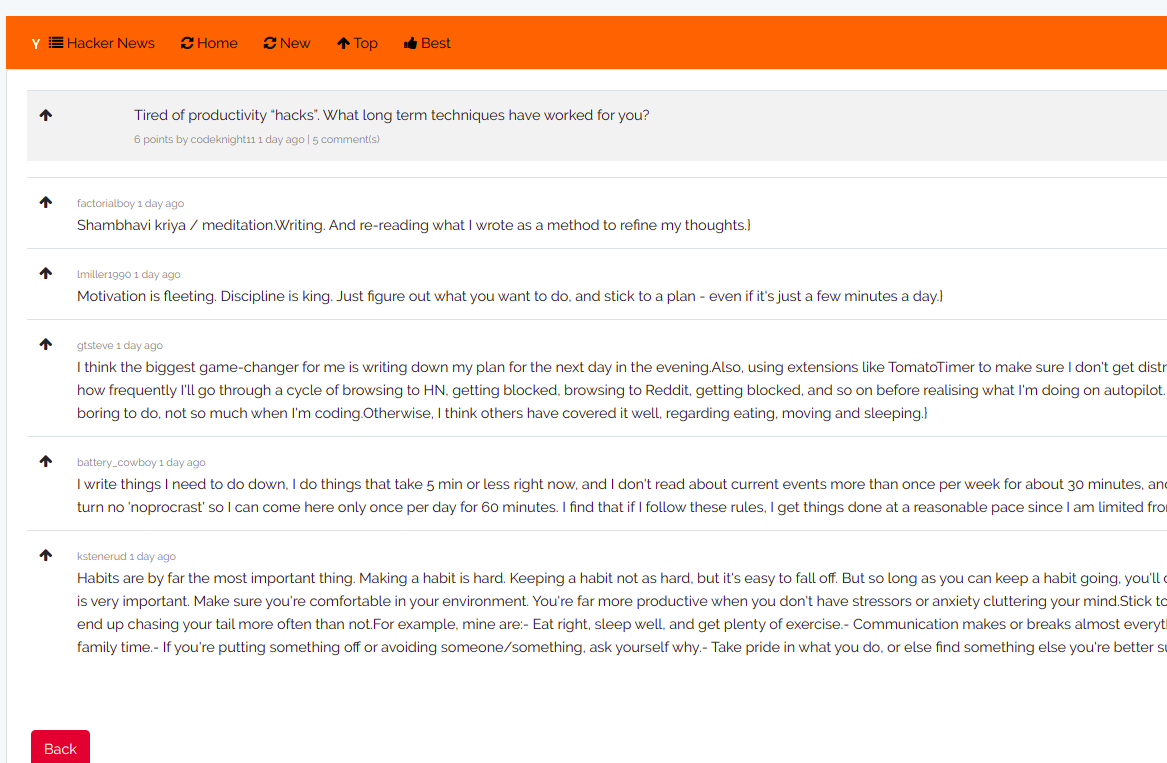 Y Hacker News Home New Top Best
Tired of productivity “hacks”. What long term techniques have worked for you?
6 points by codeknight11 1 day ago | 5 comment(s)
factorialboy 1 day ago
Shambhavi kriya / meditation.Writing. And re-reading what I wrote as a method to refine my thoughts.}
lmiller1990 1 day ago
Motivation is fleeting. Discipline is king. Just figure out what you want to do, and stick to a plan - even if it's just a few minutes a day.}
gtsteve 1 day ago
I think the biggest game-changer for me is writing down my plan for the next day in the evening.Also, using extensions like TomatoTimer to make sure I don't get distr
how frequently I'll go through a cycle of browsing to HN, getting blocked, browsing to Reddit, getting blocked, and so on before realising what I'm doing on autopilot.
boring to do, not so much when I'm coding.Otherwise, I think others have covered it well, regarding eating, moving and sleeping.}
battery_cowboy 1 day ago
I write things I need to do down, I do things that take 5 min or less right now, and I don't read about current events more than once per week for about 30 minutes, and
turn no 'noprocrast' so I can come here only once per day for 60 minutes. I find that if I follow these rules, I get things done at a reasonable pace since I am limited fro
kstenerud 1 day ago
Habits are by far the most important thing. Making a habit is hard. Keeping a habit not as hard, but it's easy to fall off. But so long as you can keep a habit going, you'll
is very important. Make sure you're comfortable in your environment. You're far more productive when you don't have stressors or anxiety cluttering your mind.Stick to
end up chasing your tail more often than not.For example, mine are:- Eat right, sleep well, and get plenty of exercise.- Communication makes or breaks almost everyth
family time.- If you're putting something off or avoiding someone/something, ask yourself why.- Take pride in what you do, or else find something else you're better su
Back